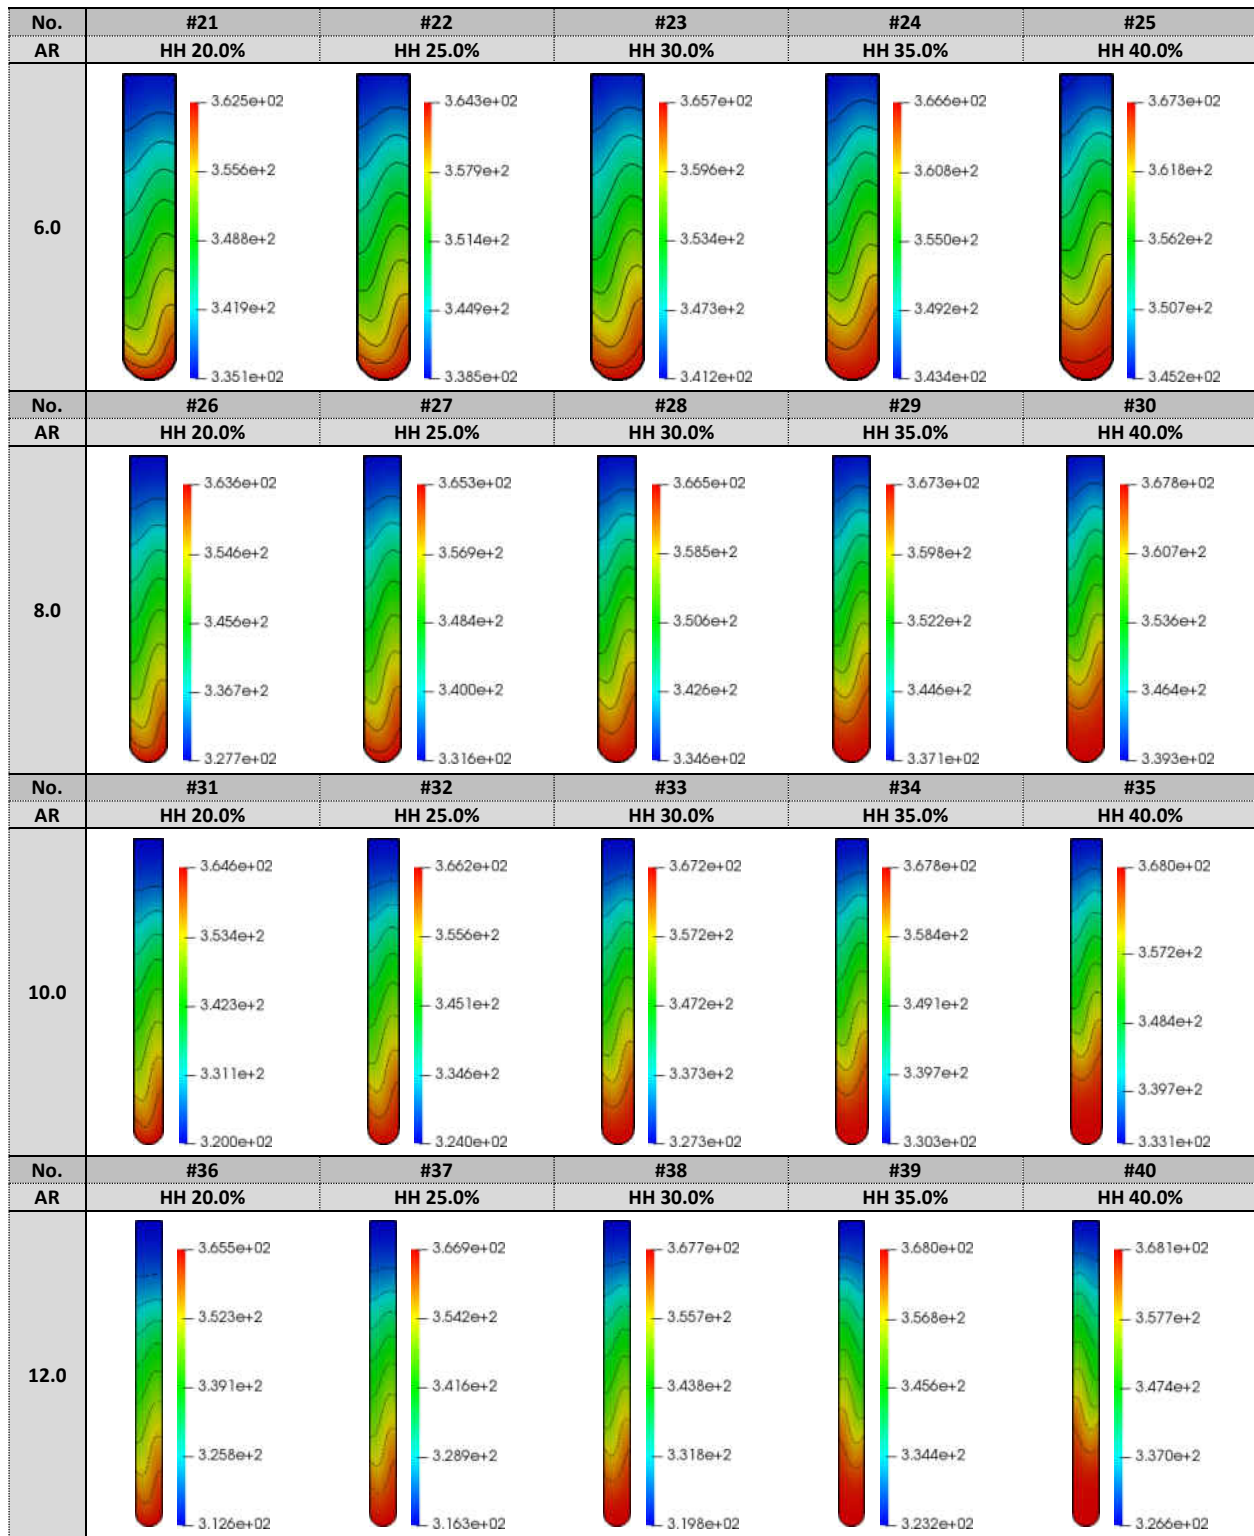 No. #21 #22 #23 #24 #25
AR HH 20.0% HH 25.0% HH 30.0% HH 35.0% HH 40.0%
3.625e+02 3.643e+02 3.657e+02 3.666e+02 3.673e+02
3.556e+2 3.579e+2 3.596e+2 3.608e+2 3.618e+2
6.0
3.488e+2 3.514e+2 3.534e+2 3.550e+2 3.562e+2
3.419e+2 3.449e+2 3.473e+2 3.492e+2 3.507e+2
3.351e+02 3.385e+02 3.412e+02 3.434e+02 3.452e+02
No. #26 #27 #28 #29 #30
AR HH 20.0% HH 25.0% HH 30.0% HH 35.0% HH 40.0%
3.636e+02 3.653e+02 3.665e+02 3.673e+02 3.678e+02
3.546e+2 3.569e+2 3.585e+2 3.598e+2 3.607e+2
8.0
3.456e+2 3.484e+2 3.506e+2 3.522e+2 3.536e+2
3.367e+2 3.400e+2 3.426e+2 3.446e+2 3.464e+2
3.277e+02 3.316e+02 3.346e+02 3.371e+02 3.393e+02
No. #31 #32 #33 #34 #35
AR HH 20.0% HH 25.0% HH 30.0% HH 35.0% HH 40.0%
3.646e+02 3.662e+02 3.672e+02 3.678e+02 3.680e+02
3.534e+2 3.556e+2 3.572e+2 3.584e+2 3.572e+2
10.0
3.423e+2 3.451e+2 3.472e+2 3.491e+2 3.484e+2
3.311e+2 3.346e+2 3.373e+2 3.397e+2 3.397e+2
3.200e+02 3.240e+02 3.273e+02 3.303e+02 3.331e+02
No. #36 #37 #38 #39 #40
AR HH 20.0% HH 25.0% HH 30.0% HH 35.0% HH 40.0%
3.655e+02 3.669e+02 3.677e+02 3.680e+02 3.681e+02
3.523e+2 3.542e+2 3.557e+2 3.568e+2 3.577e+2
12.0
3.391e+2 3.416e+2 3.438e+2 3.456e+2 3.474e+2
3.258e+2 3.289e+2 3.318e+2 3.344e+2 3.370e+2
3.126e+02 3.163e+02 3.198e+02 3.232e+02 3.266e+02